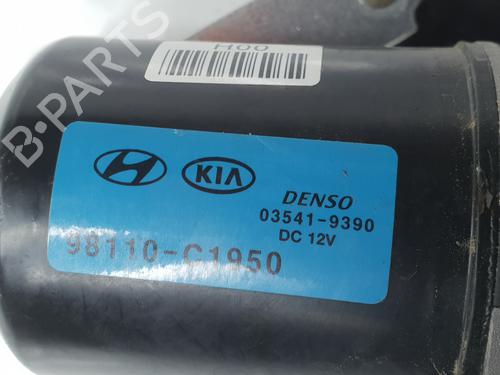 H00
B-PARTS
KIA
DENSO
03541-9390
DC 12V
98110-C1950